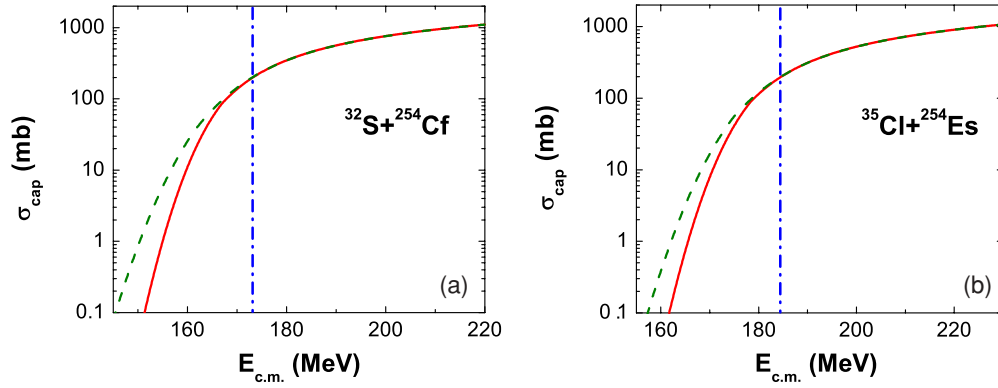 1000
100
10
1
0.1
σcap (mb)
³²S+²⁵⁴Cf
(a)
160 180 200 220
Ec.m. (MeV)
1000
100
10
1
0.1
σcap (mb)
³⁵Cl+²⁵⁴Es
(b)
160 180 200 220
Ec.m. (MeV)